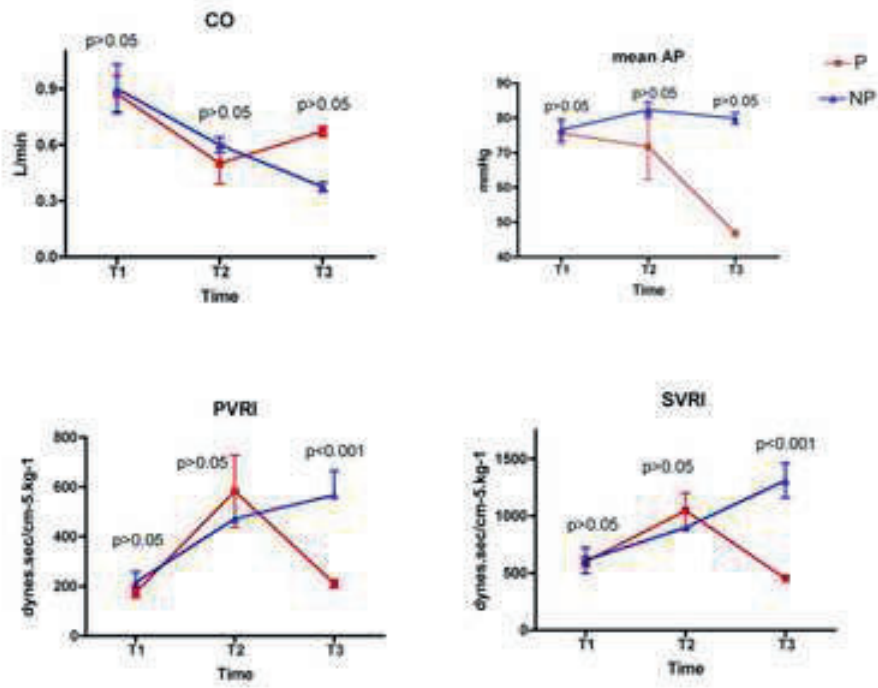 CO
p>0.05
p>0.05
p>0.05
0.9
0.6
0.3
0.0
L/min
T1 T2 T3
Time
mean AP
p>0.05
p>0.05
p>0.05
90
80
70
60
50
40
mmHg
T1 T2 T3
Time
P
NP
PVRI
p>0.05
p>0.05
p<0.001
800
600
400
200
0
dynes.sec/cm-5.kg-1
T1 T2 T3
Time
SVRI
p>0.05
p>0.05
p<0.001
1500
1000
500
0
dynes.sec/cm-5.kg-1
T1 T2 T3
Time